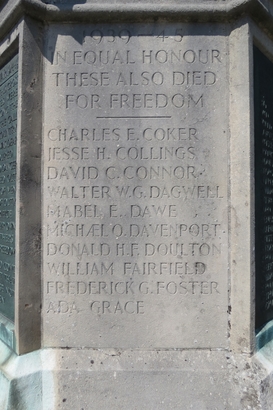 1939-45
IN EQUAL HONOUR
THESE ALSO DIED
FOR FREEDOM
CHARLES E. COKER
JESSE H. COLLINGS
DAVID C. CONNOR
WALTER W.G. DAGWELL
MABEL E. DAWE
MICHÆL O. DAVENPORT
DONALD H.F. DOULTON
WILLIAM FAIRFIELD
FREDERICK G. FOSTER
ADA GRACE